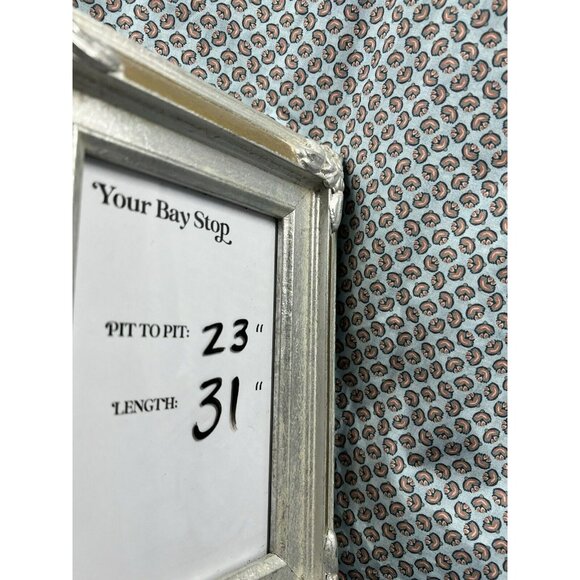 Your Bay Stop
PIT TO PIT: 23"
LENGTH: 31"